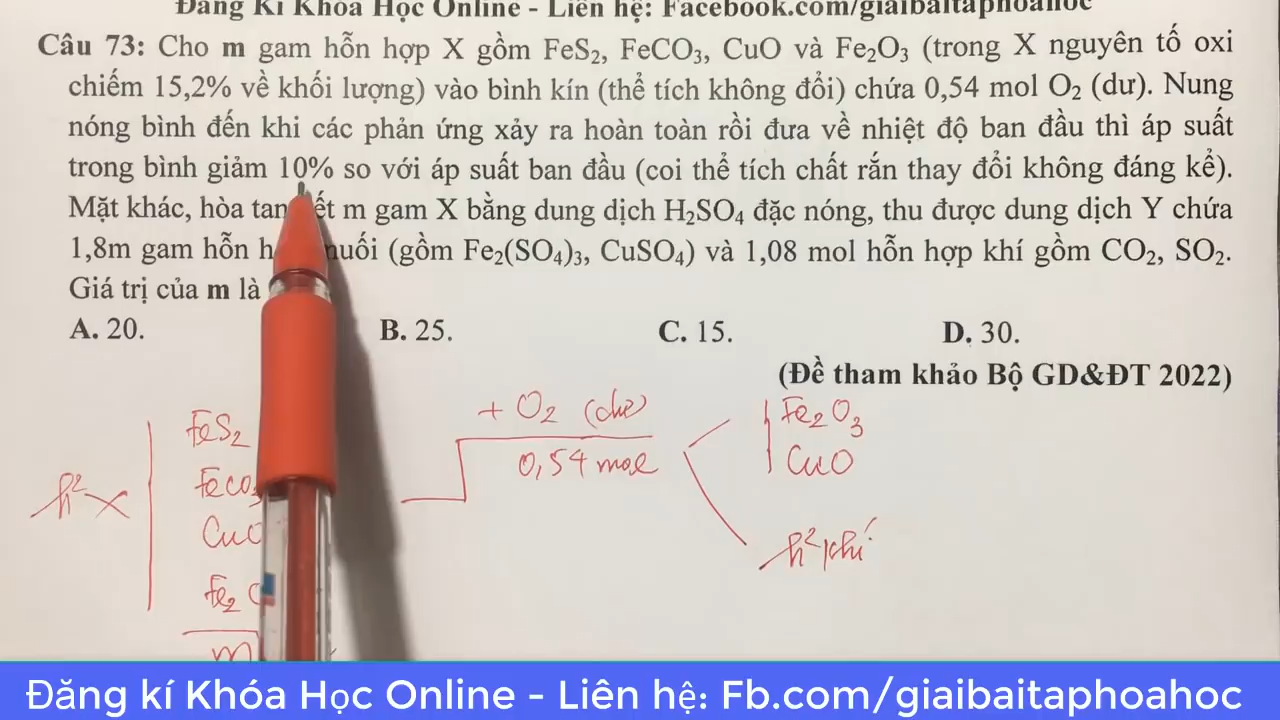 Đăng Kí Khóa Học Online - Liên hệ: Facebook.com/giaibaitaphoahoc
Câu 73: Cho m gam hỗn hợp X gồm FeS₂, FeCO₃, CuO và Fe₂O₃ (trong X nguyên tố oxi
chiếm 15,2% về khối lượng) vào bình kín (thể tích không đổi) chứa 0,54 mol O₂ (dư). Nung
nóng bình đến khi các phản ứng xảy ra hoàn toàn rồi đưa về nhiệt độ ban đầu thì áp suất
trong bình giảm 10% so với áp suất ban đầu (coi thể tích chất rắn thay đổi không đáng kể).
Mặt khác, hòa tan ết m gam X bằng dung dịch H₂SO₄ đặc nóng, thu được dung dịch Y chứa
1,8m gam hỗn h uối (gồm Fe₂(SO₄)₃, CuSO₄) và 1,08 mol hỗn hợp khí gồm CO₂, SO₂.
Giá trị của m là
A. 20. B. 25. C. 15. D. 30.
(Đề tham khảo Bộ GD&ĐT 2022)
+ O₂ (dư)
0,54 mol
h² X
FeS₂
FeCO₃
CuO
Fe₂ O
m
Fe₂O₃
CuO
h² khí
Đăng kí Khóa Học Online - Liên hệ: Fb.com/giaibaitaphoahoc